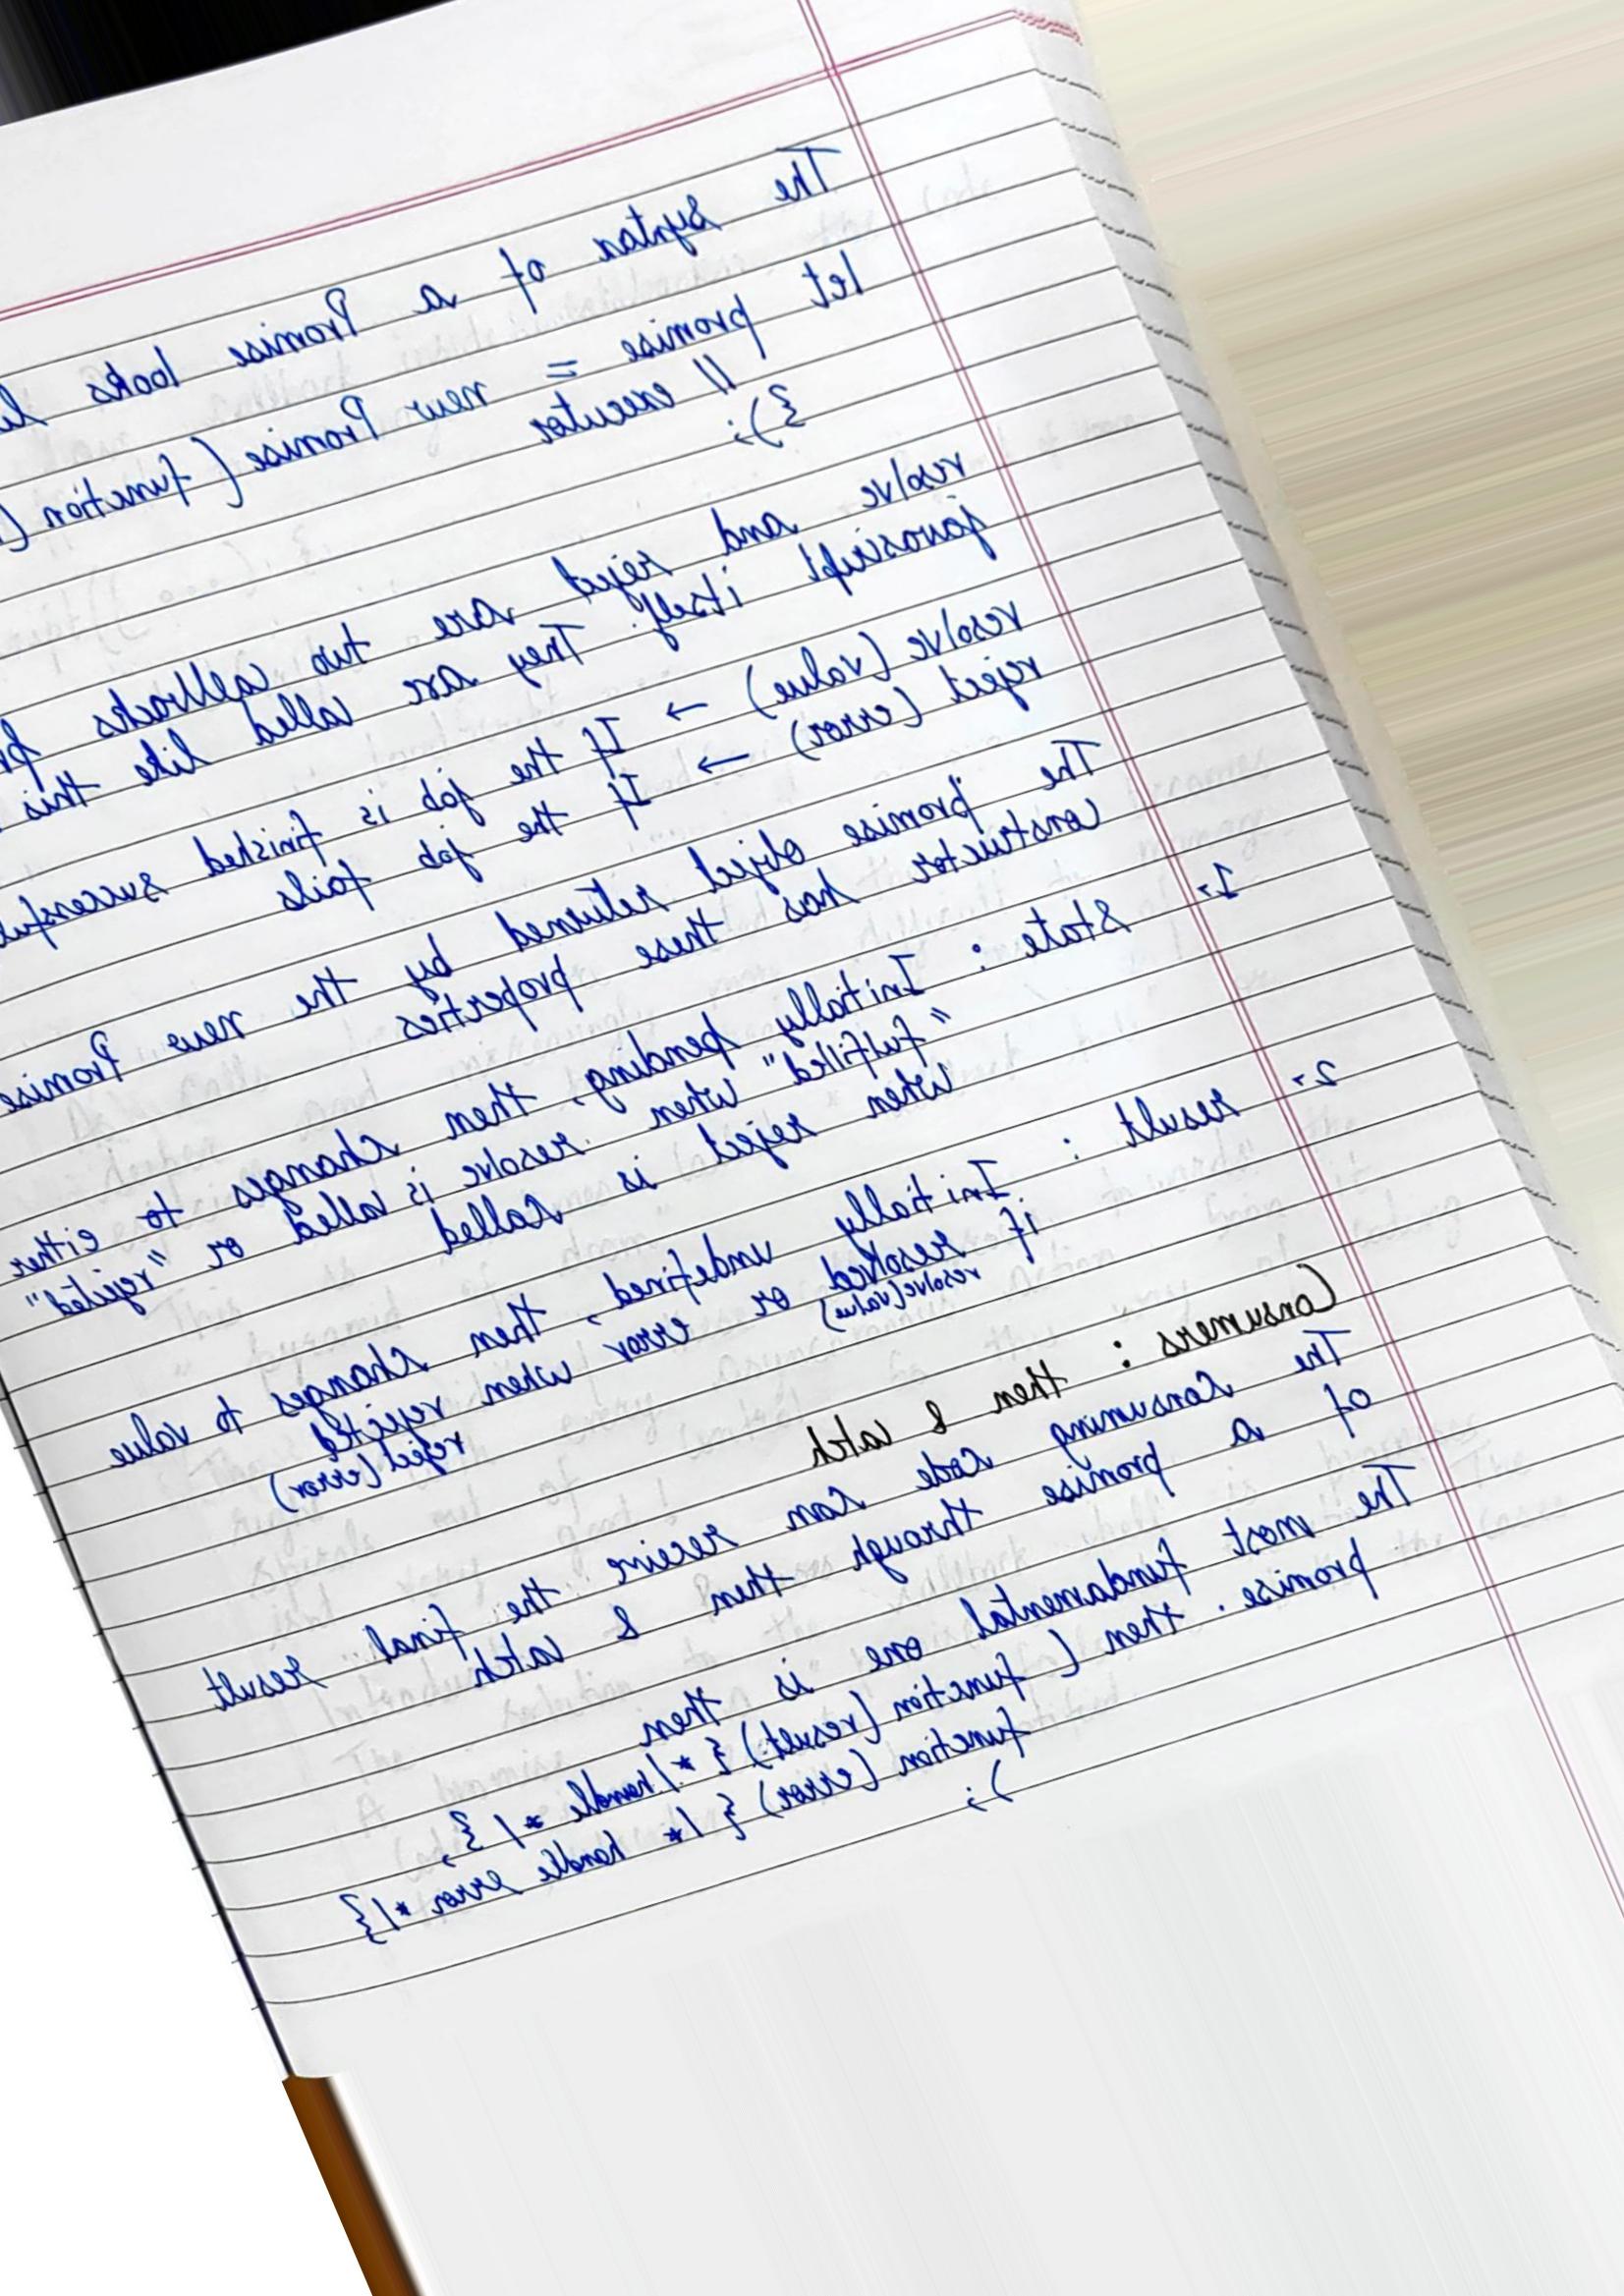 The syntax of a Promise looks
let promise = new Promise (function (
// executor
});
resolve and reject are two callbacks
javascript itself. They are called like this
resolve (value) → If the job is finished
reject (error) → If the job fails
The promise object returned by the new Promise
constructor has these properties
1. State : Initially pending, then changes to either
"fulfilled" when resolve is called or "rejected"
when reject is called
2. result : Initially undefined, then changes to value
if resolved or error when rejected
resolve(value) reject (error)
Consumers : then & catch
The consuming code can receive the final result
of a promise through then & catch
The most fundamental one is then
promise . then ( function (result) { */ handle */ },
function (error) { /* handle error */}
);